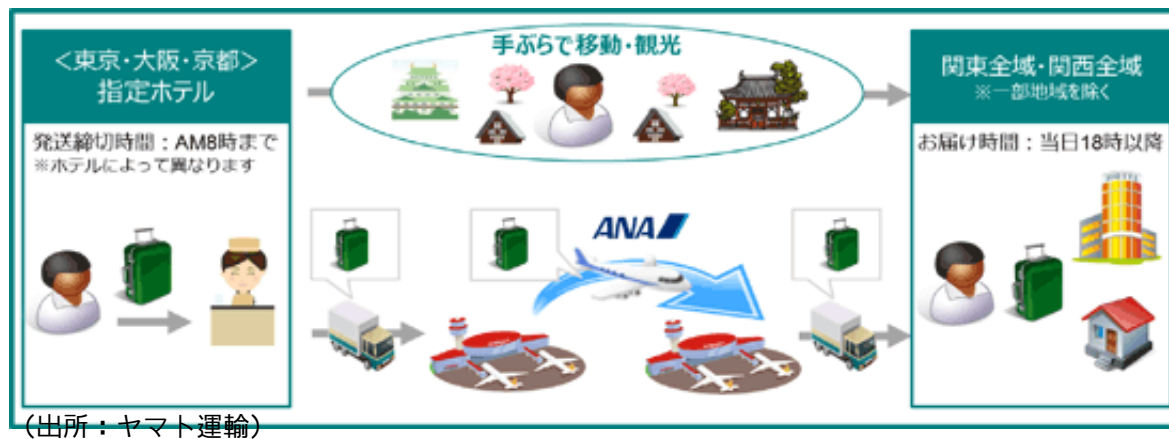 <東京・大阪・京都>
指定ホテル
発送締切時間：AM8時まで
※ホテルによって異なります
手ぶらで移動・観光
ANA
関東全域・関西全域
※一部地域を除く
お届け時間：当日18時以降
(出所：ヤマト運輸)